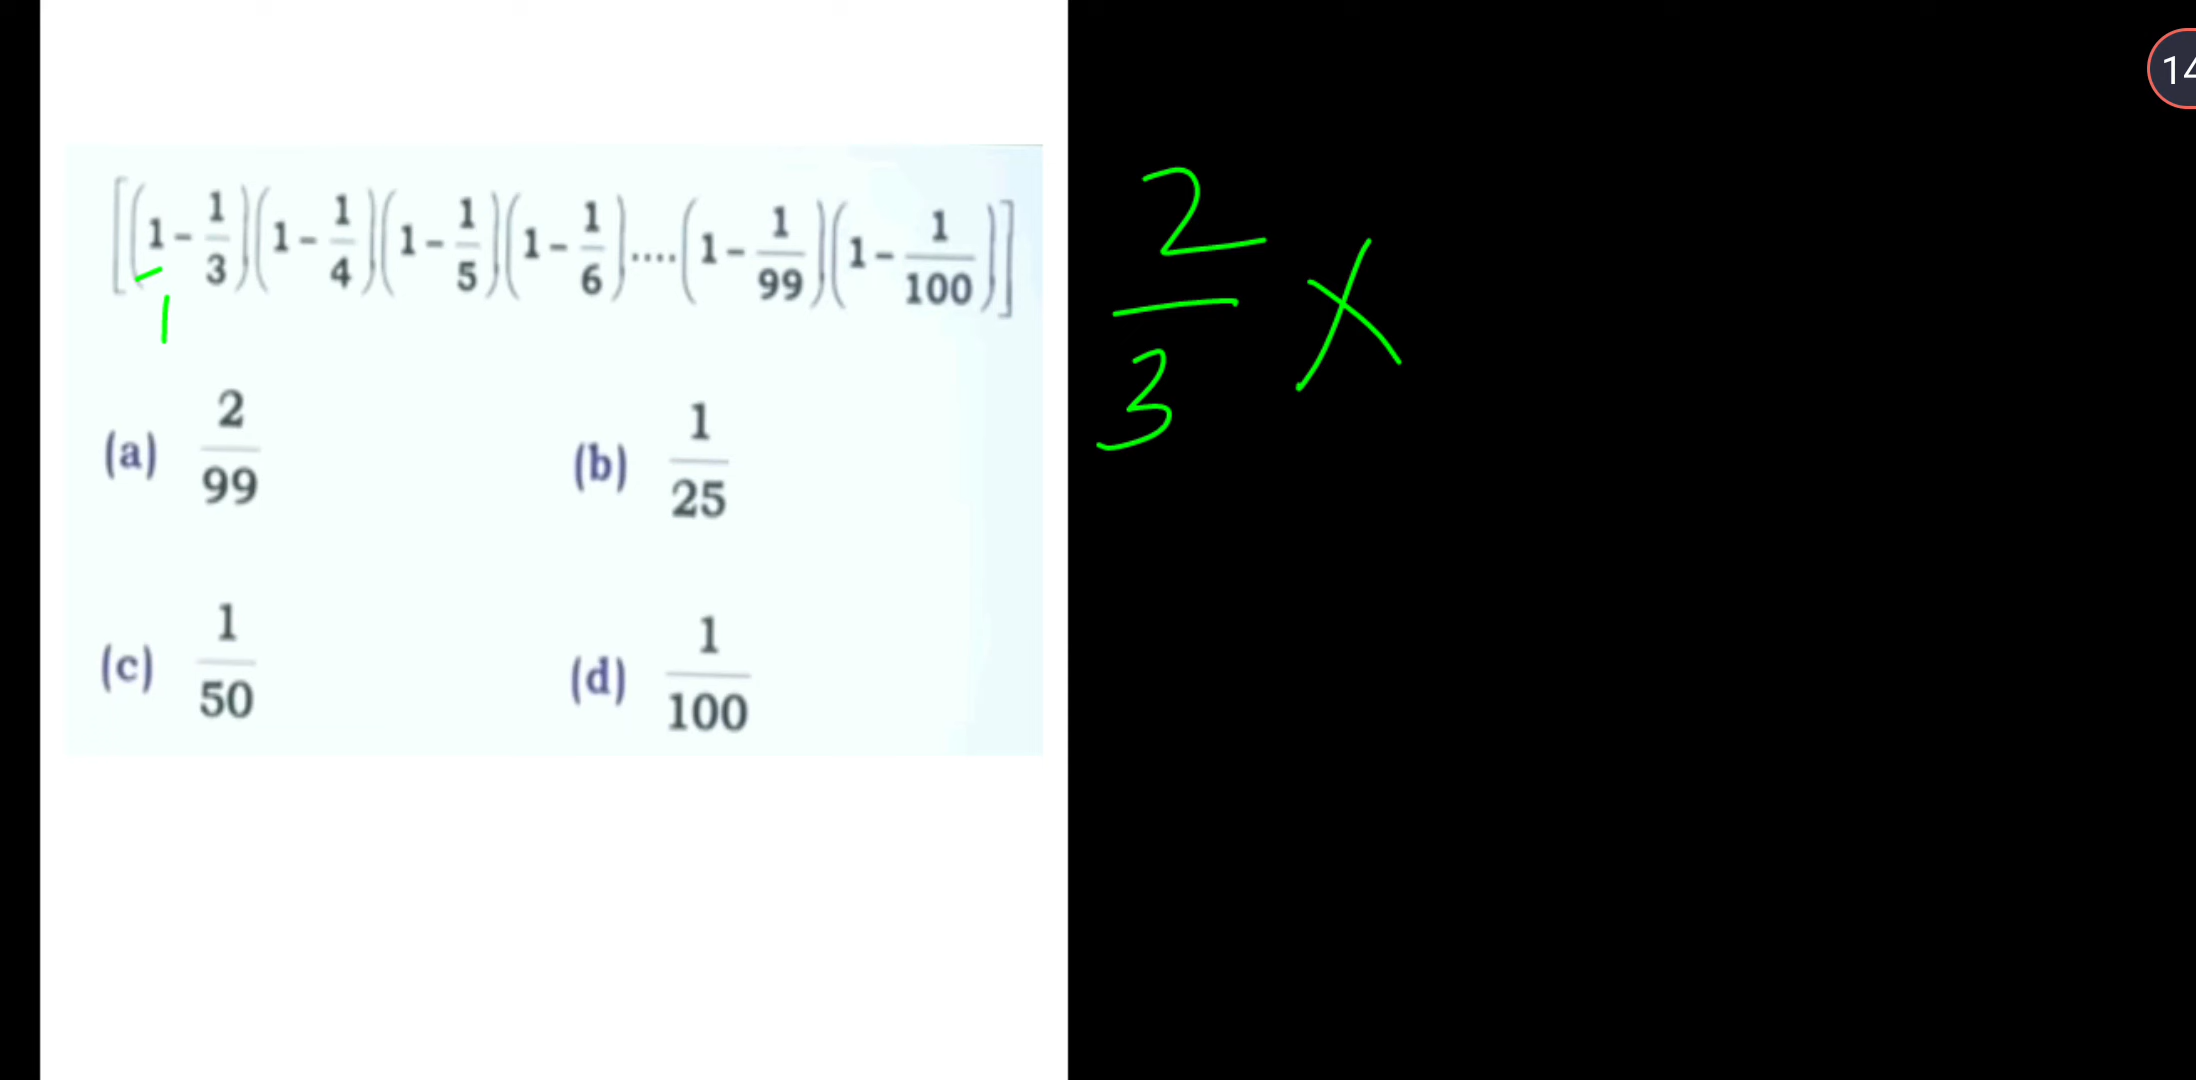 [(1 - 1/3)(1 - 1/4)(1 - 1/5)(1 - 1/6)....(1 - 1/99)(1 - 1/100)]
1
(a) 2/99 (b) 1/25
(c) 1/50 (d) 1/100
2/3 X
14